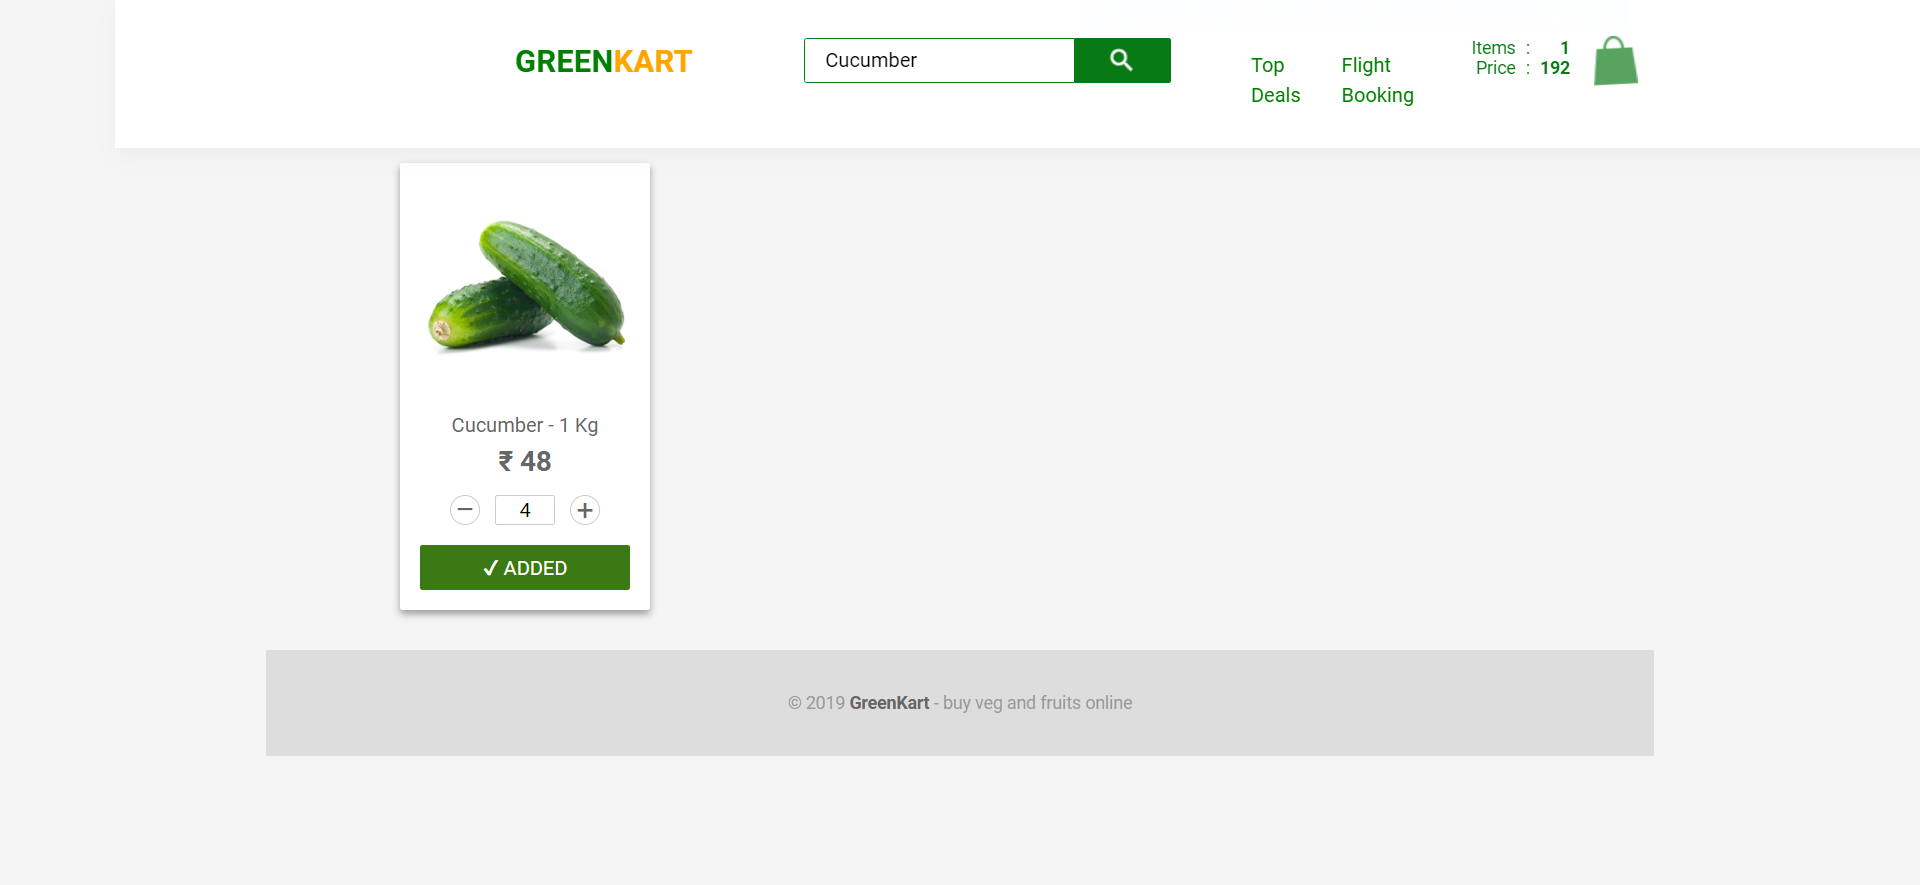 GREENKART
Cucumber
Top Deals
Flight Booking
Items : 1
Price : 192
Cucumber - 1 Kg
₹ 48
− 4 +
✓ ADDED
© 2019 GreenKart - buy veg and fruits online